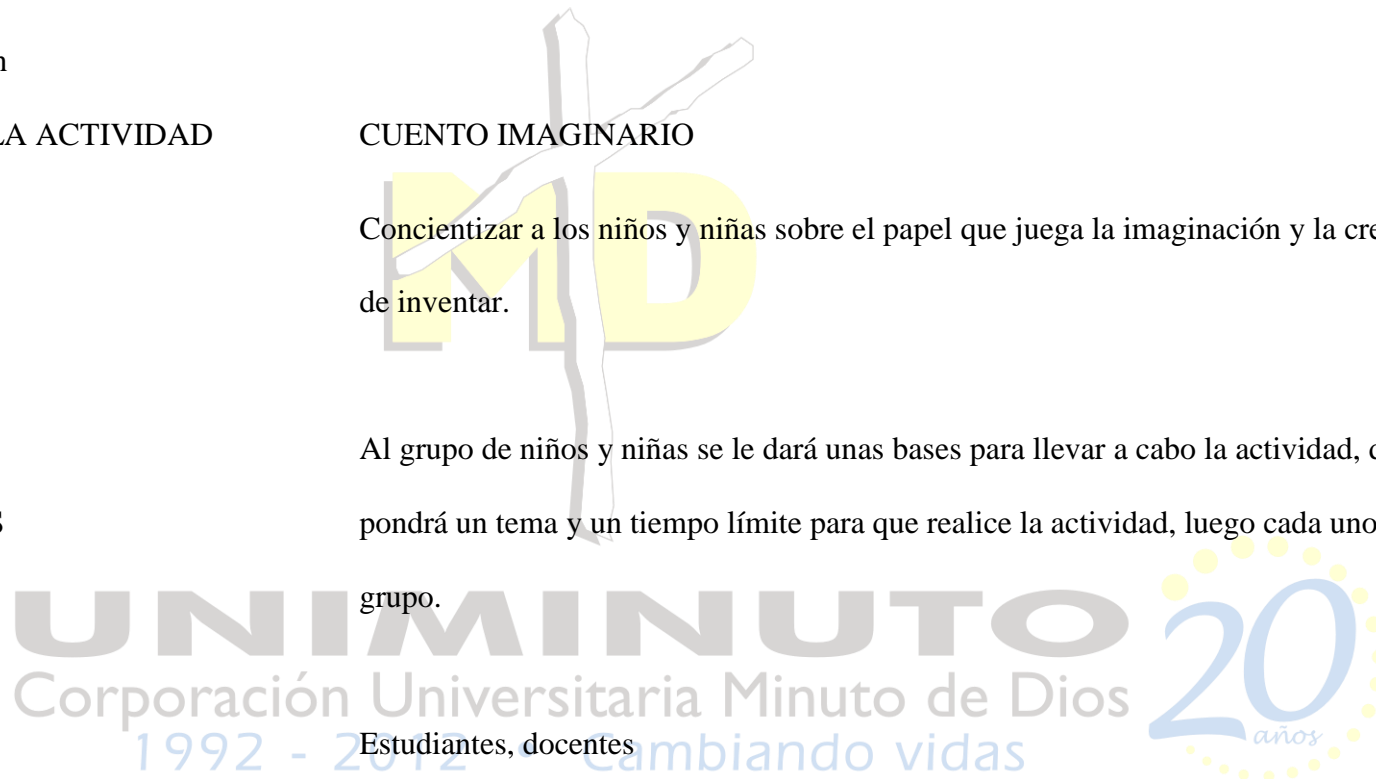 n
LA ACTIVIDAD CUENTO IMAGINARIO
Concientizar a los niños y niñas sobre el papel que juega la imaginación y la cre
de inventar.
Al grupo de niños y niñas se le dará unas bases para llevar a cabo la actividad,
S pondrá un tema y un tiempo límite para que realice la actividad, luego cada uno
grupo.
MD
UNIMINUTO 20
Corporación Universitaria Minuto de Dios
años
Estudiantes, docentes
1992 - 2012 • Cambiando vidas